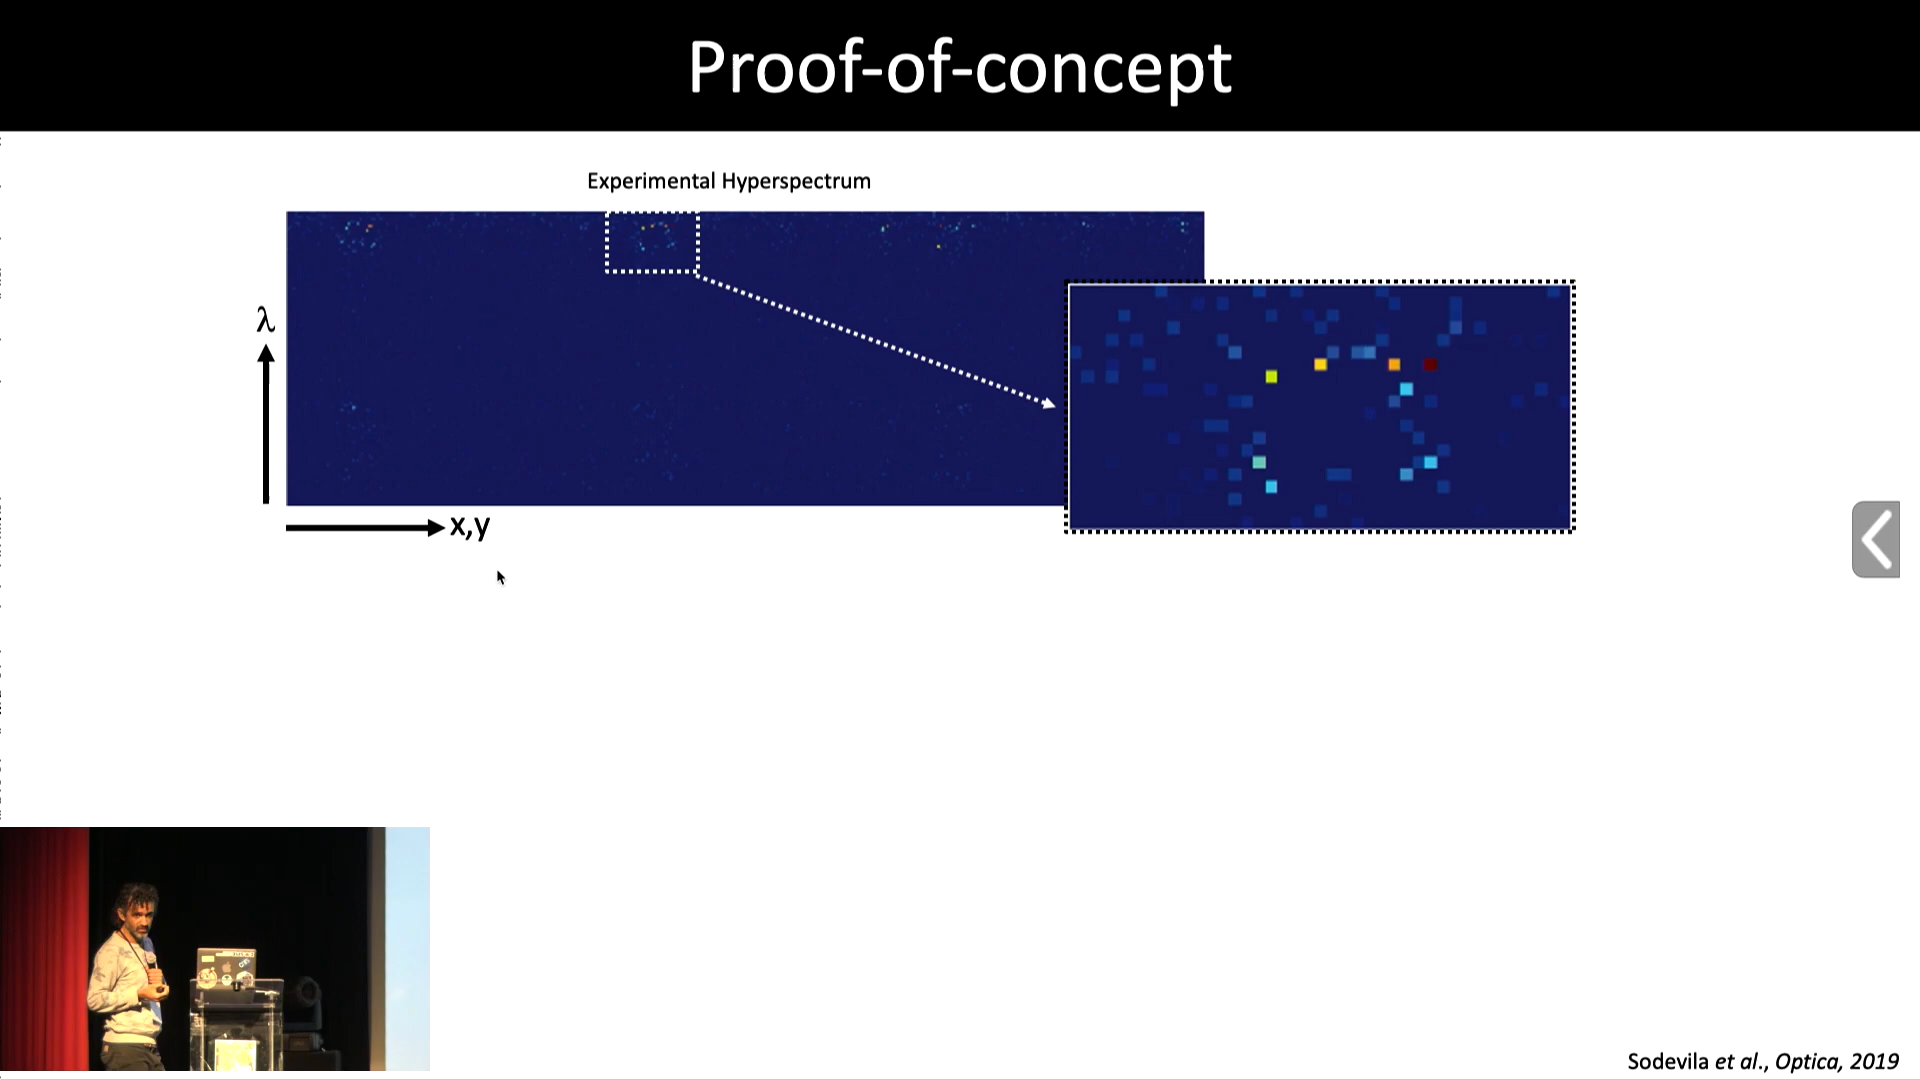 Proof-of-concept
Experimental Hyperspectrum
λ
x,y
Sodevila et al., Optica, 2019